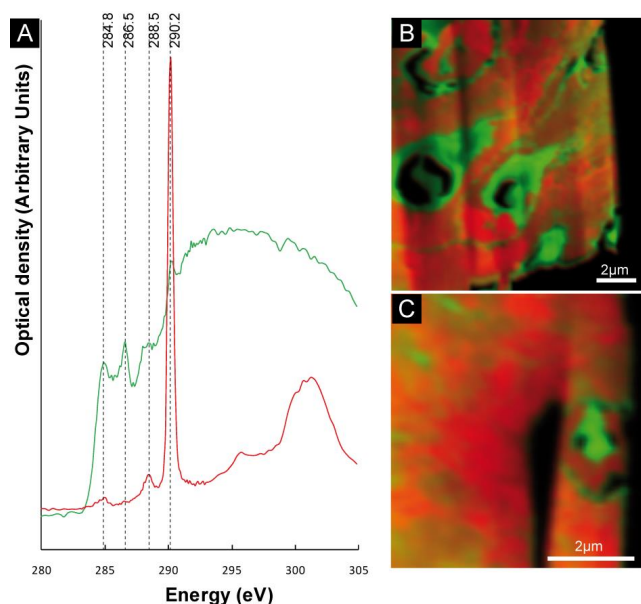 A
284.8
286.5
288.5
290.2
Optical density (Arbitrary Units)
280
285
290
295
300
305
Energy (eV)
B
2μm
C
2μm